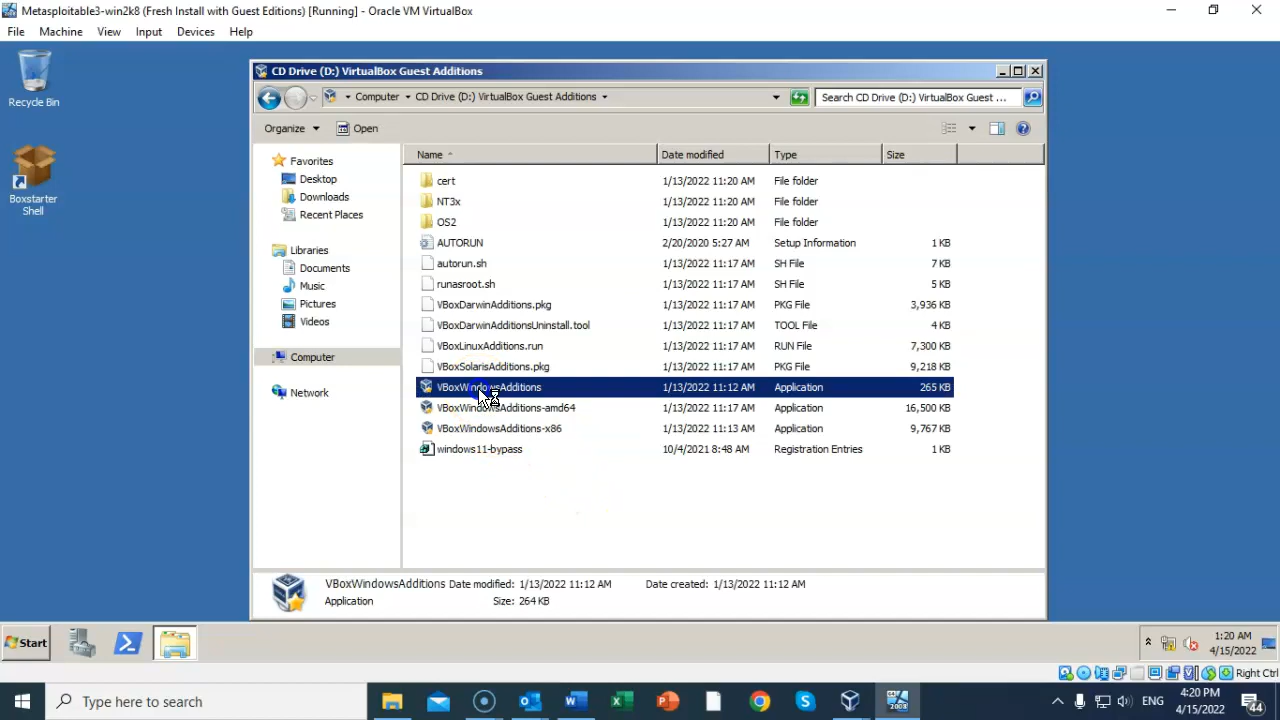 Metasploitable3-win2k8 (Fresh Install with Guest Editions) [Running] - Oracle VM VirtualBox
File Machine View Input Devices Help
Recycle Bin
Boxstarter
Shell
CD Drive (D:) VirtualBox Guest Additions
Computer CD Drive (D:) VirtualBox Guest Additions Search CD Drive (D:) VirtualBox Guest ...
Organize Open
Name Date modified Type Size
Favorites
Desktop
Downloads
Recent Places
Libraries
Documents
Music
Pictures
Videos
Computer
Network
cert 1/13/2022 11:20 AM File folder
NT3x 1/13/2022 11:20 AM File folder
OS2 1/13/2022 11:20 AM File folder
AUTORUN 2/20/2020 5:27 AM Setup Information 1 KB
autorun.sh 1/13/2022 11:17 AM SH File 7 KB
runasroot.sh 1/13/2022 11:17 AM SH File 5 KB
VBoxDarwinAdditions.pkg 1/13/2022 11:17 AM PKG File 3,936 KB
VBoxDarwinAdditionsUninstall.tool 1/13/2022 11:17 AM TOOL File 4 KB
VBoxLinuxAdditions.run 1/13/2022 11:17 AM RUN File 7,300 KB
VBoxSolarisAdditions.pkg 1/13/2022 11:17 AM PKG File 9,218 KB
VBoxWindowsAdditions 1/13/2022 11:12 AM Application 265 KB
VBoxWindowsAdditions-amd64 1/13/2022 11:17 AM Application 16,500 KB
VBoxWindowsAdditions-x86 1/13/2022 11:13 AM Application 9,767 KB
windows11-bypass 10/4/2021 8:48 AM Registration Entries 1 KB
VBoxWindowsAdditions Date modified: 1/13/2022 11:12 AM Date created: 1/13/2022 11:12 AM
Application Size: 264 KB
Start 1:20 AM
4/15/2022
Right Ctrl
Type here to search ENG 4:20 PM
4/15/2022 44